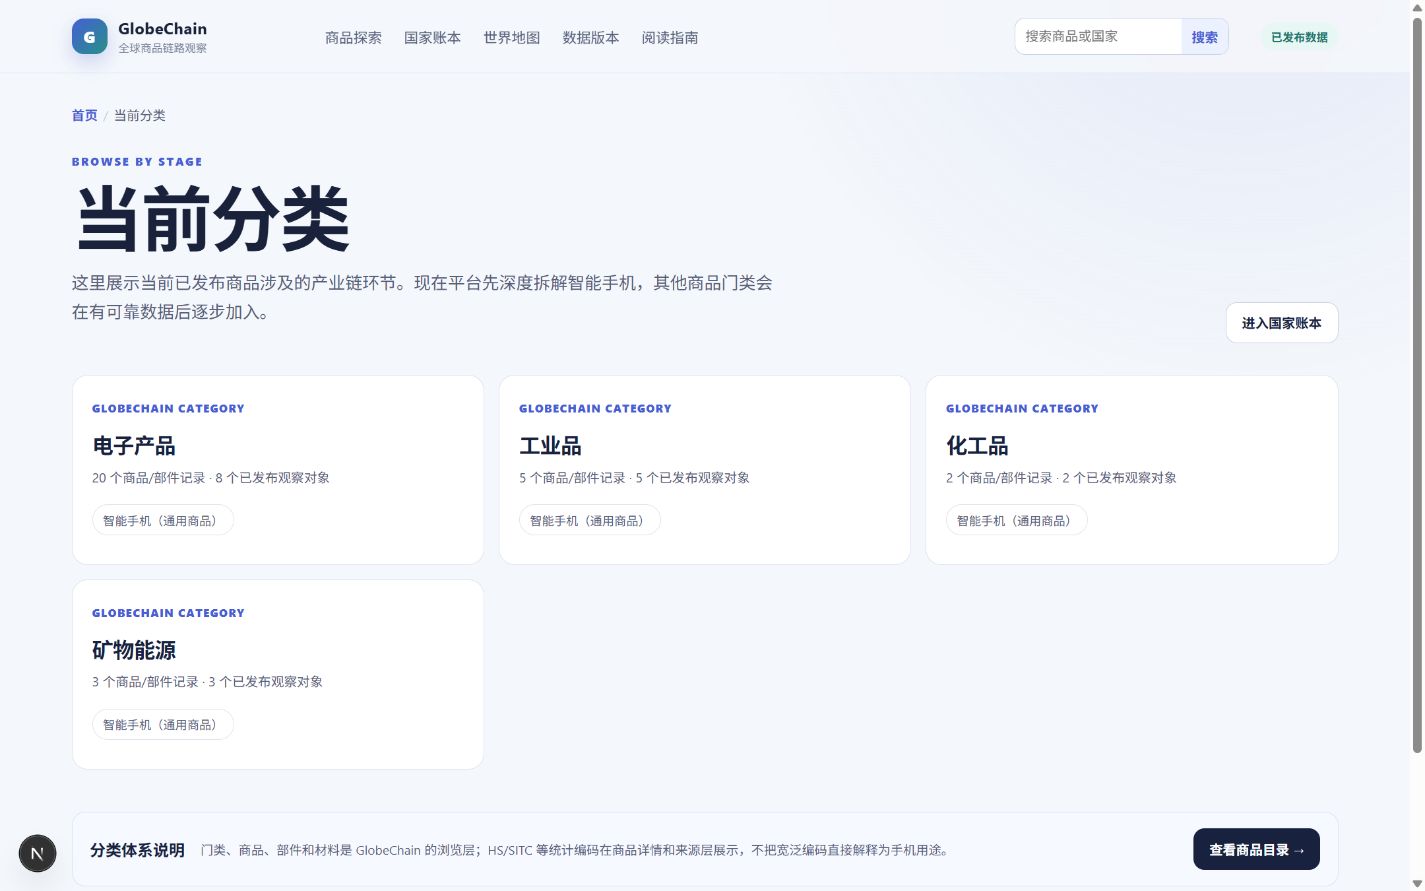 G
GlobeChain
全球商品链路观察
商品探索 国家账本 世界地图 数据版本 阅读指南
搜索商品或国家 搜索
已发布数据
首页 / 当前分类
BROWSE BY STAGE
当前分类
这里展示当前已发布商品涉及的产业链环节。现在平台先深度拆解智能手机，其他商品门类会
在有可靠数据后逐步加入。
进入国家账本
GLOBECHAIN CATEGORY
电子产品
20 个商品/部件记录 · 8 个已发布观察对象
智能手机（通用商品）
GLOBECHAIN CATEGORY
工业品
5 个商品/部件记录 · 5 个已发布观察对象
智能手机（通用商品）
GLOBECHAIN CATEGORY
化工品
2 个商品/部件记录 · 2 个已发布观察对象
智能手机（通用商品）
GLOBECHAIN CATEGORY
矿物能源
3 个商品/部件记录 · 3 个已发布观察对象
智能手机（通用商品）
N
分类体系说明 门类、商品、部件和材料是 GlobeChain 的浏览层；HS/SITC 等统计编码在商品详情和来源层展示，不把宽泛编码直接解释为手机用途。
查看商品目录 →